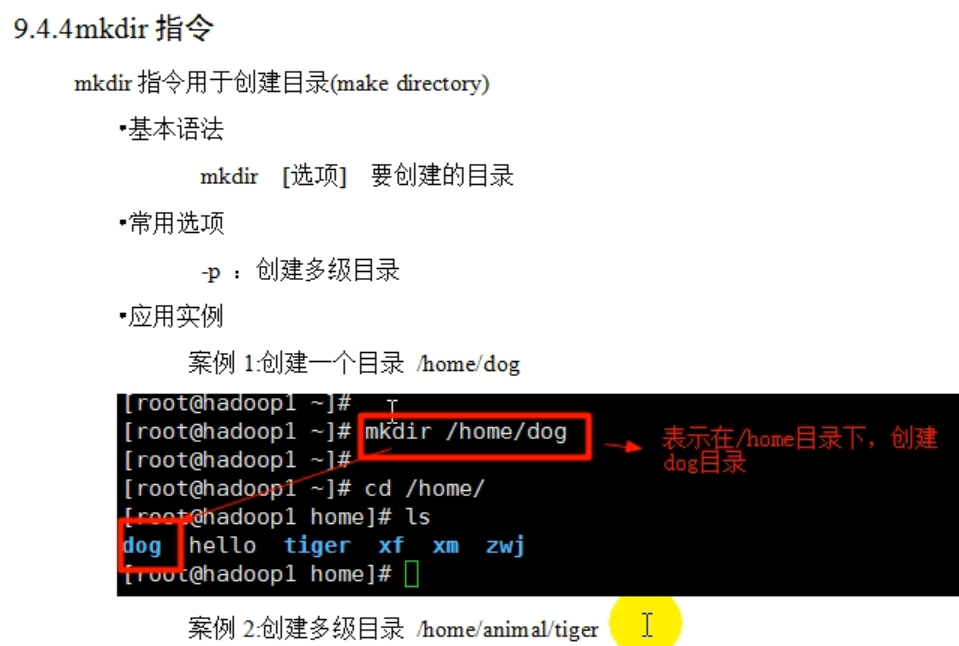 9.4.4mkdir 指令
mkdir 指令用于创建目录(make directory)
▪基本语法
mkdir [选项] 要创建的目录
▪常用选项
-p ：创建多级目录
▪应用实例
案例 1:创建一个目录 /home/dog
[root@hadoop1 ~]#
[root@hadoop1 ~]# mkdir /home/dog
表示在/home目录下，创建
dog目录
[root@hadoop1 ~]#
[root@hadoop1 ~]# cd /home/
[root@hadoop1 home]# ls
dog hello tiger xf xm zwj
[root@hadoop1 home]#
案例 2:创建多级目录 /home/animal/tiger